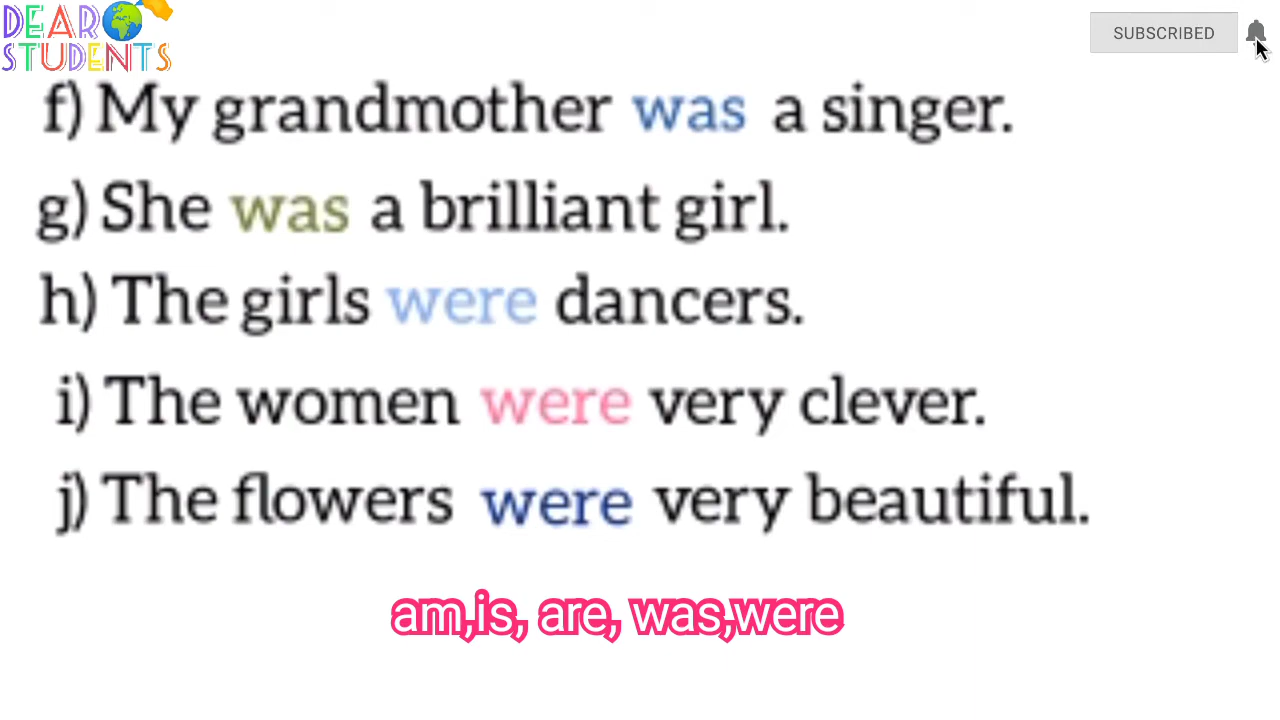 DEAR
STUDENTS
SUBSCRIBED
f) My grandmother was a singer.
g) She was a brilliant girl.
h) The girls were dancers.
i) The women were very clever.
j) The flowers were very beautiful.
am,is, are, was,were